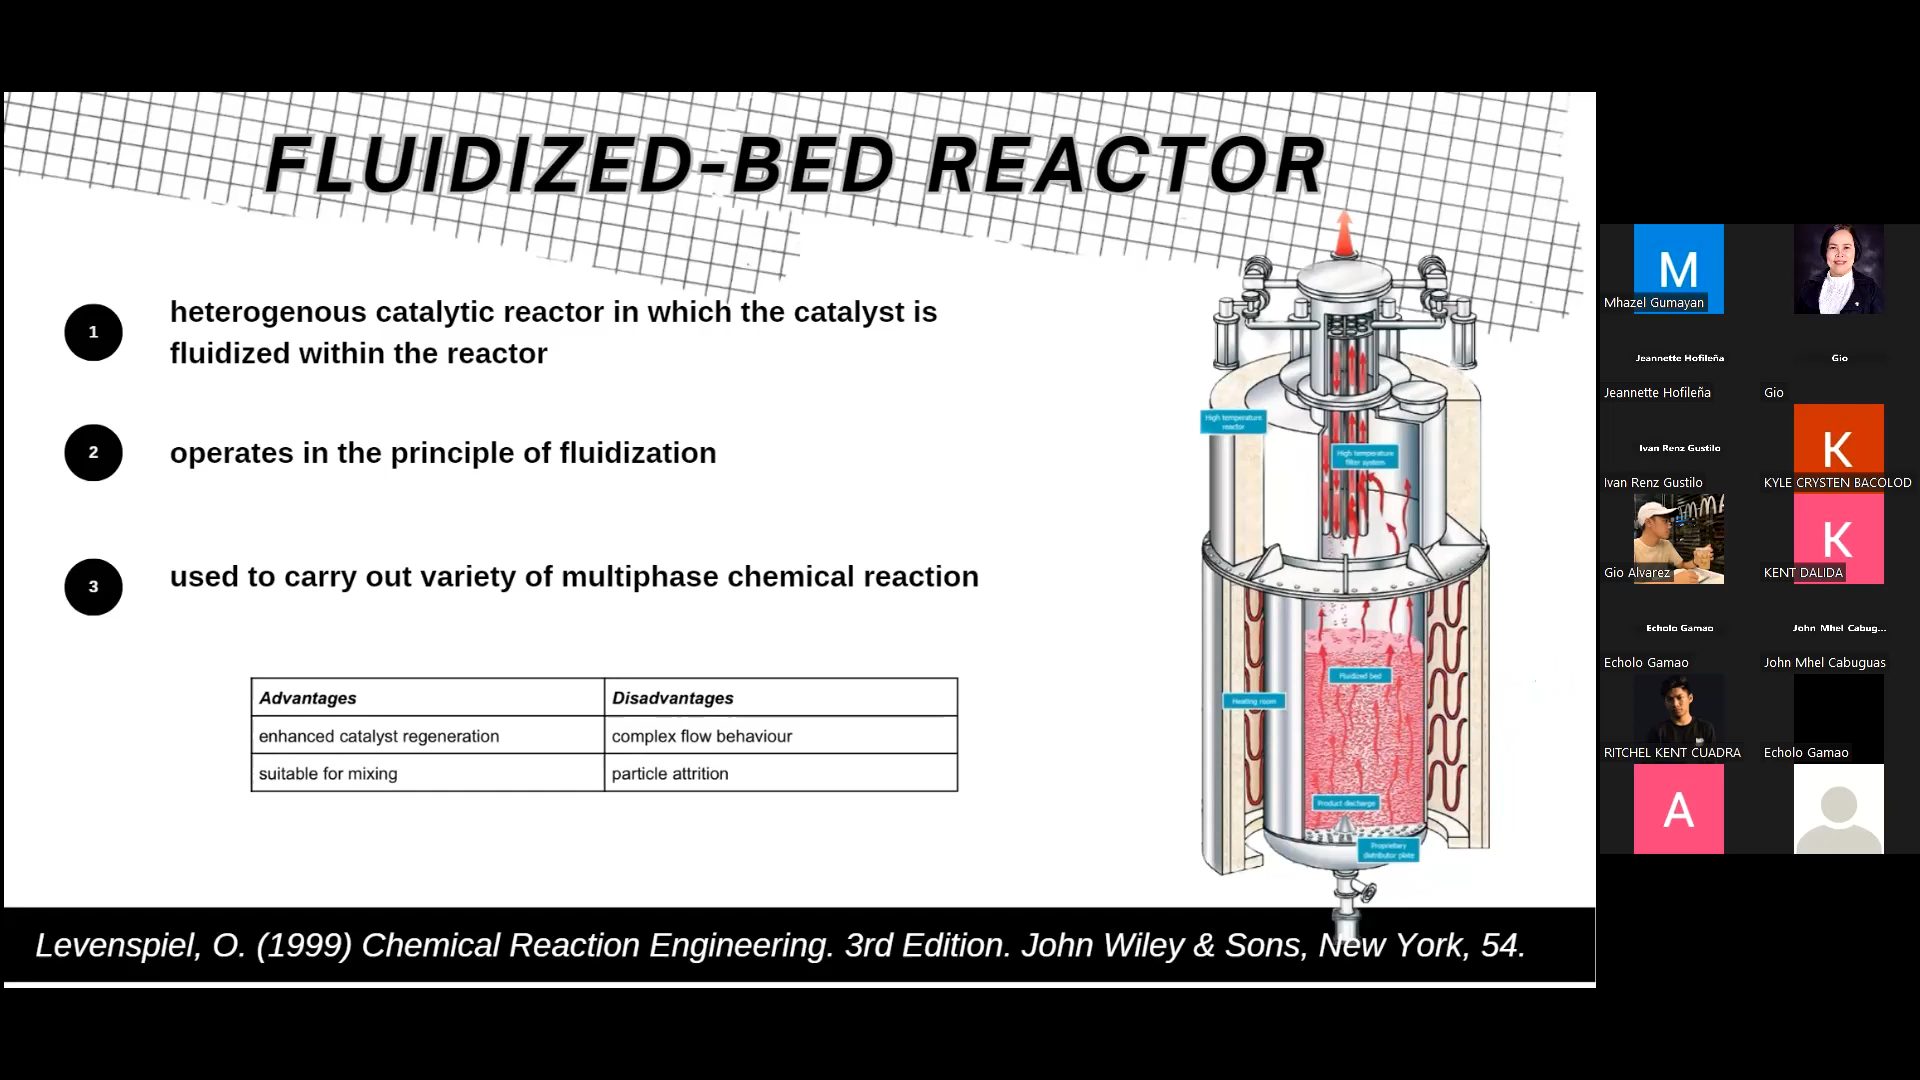 FLUIDIZED-BED REACTOR
1
heterogenous catalytic reactor in which the catalyst is
fluidized within the reactor
2
operates in the principle of fluidization
3
used to carry out variety of multiphase chemical reaction
Advantages
Disadvantages
enhanced catalyst regeneration
complex flow behaviour
suitable for mixing
particle attrition
High temperature
reactor
High temperature
filter system
Fluidized bed
Heating room
Product discharge
Proprietary
distributor plate
Levenspiel, O. (1999) Chemical Reaction Engineering. 3rd Edition. John Wiley & Sons, New York, 54.
M
Mhazel Gumayan
Jeannette Hofileña
Gio
Jeannette Hofileña
Gio
Ivan Renz Gustilo
K
Ivan Renz Gustilo
KYLE CRYSTEN BACOLOD
K
Gio Alvarez
KENT DALIDA
Echolo Gamao
John Mhel Cabug...
Echolo Gamao
John Mhel Cabuguas
RITCHEL KENT CUADRA
Echolo Gamao
A